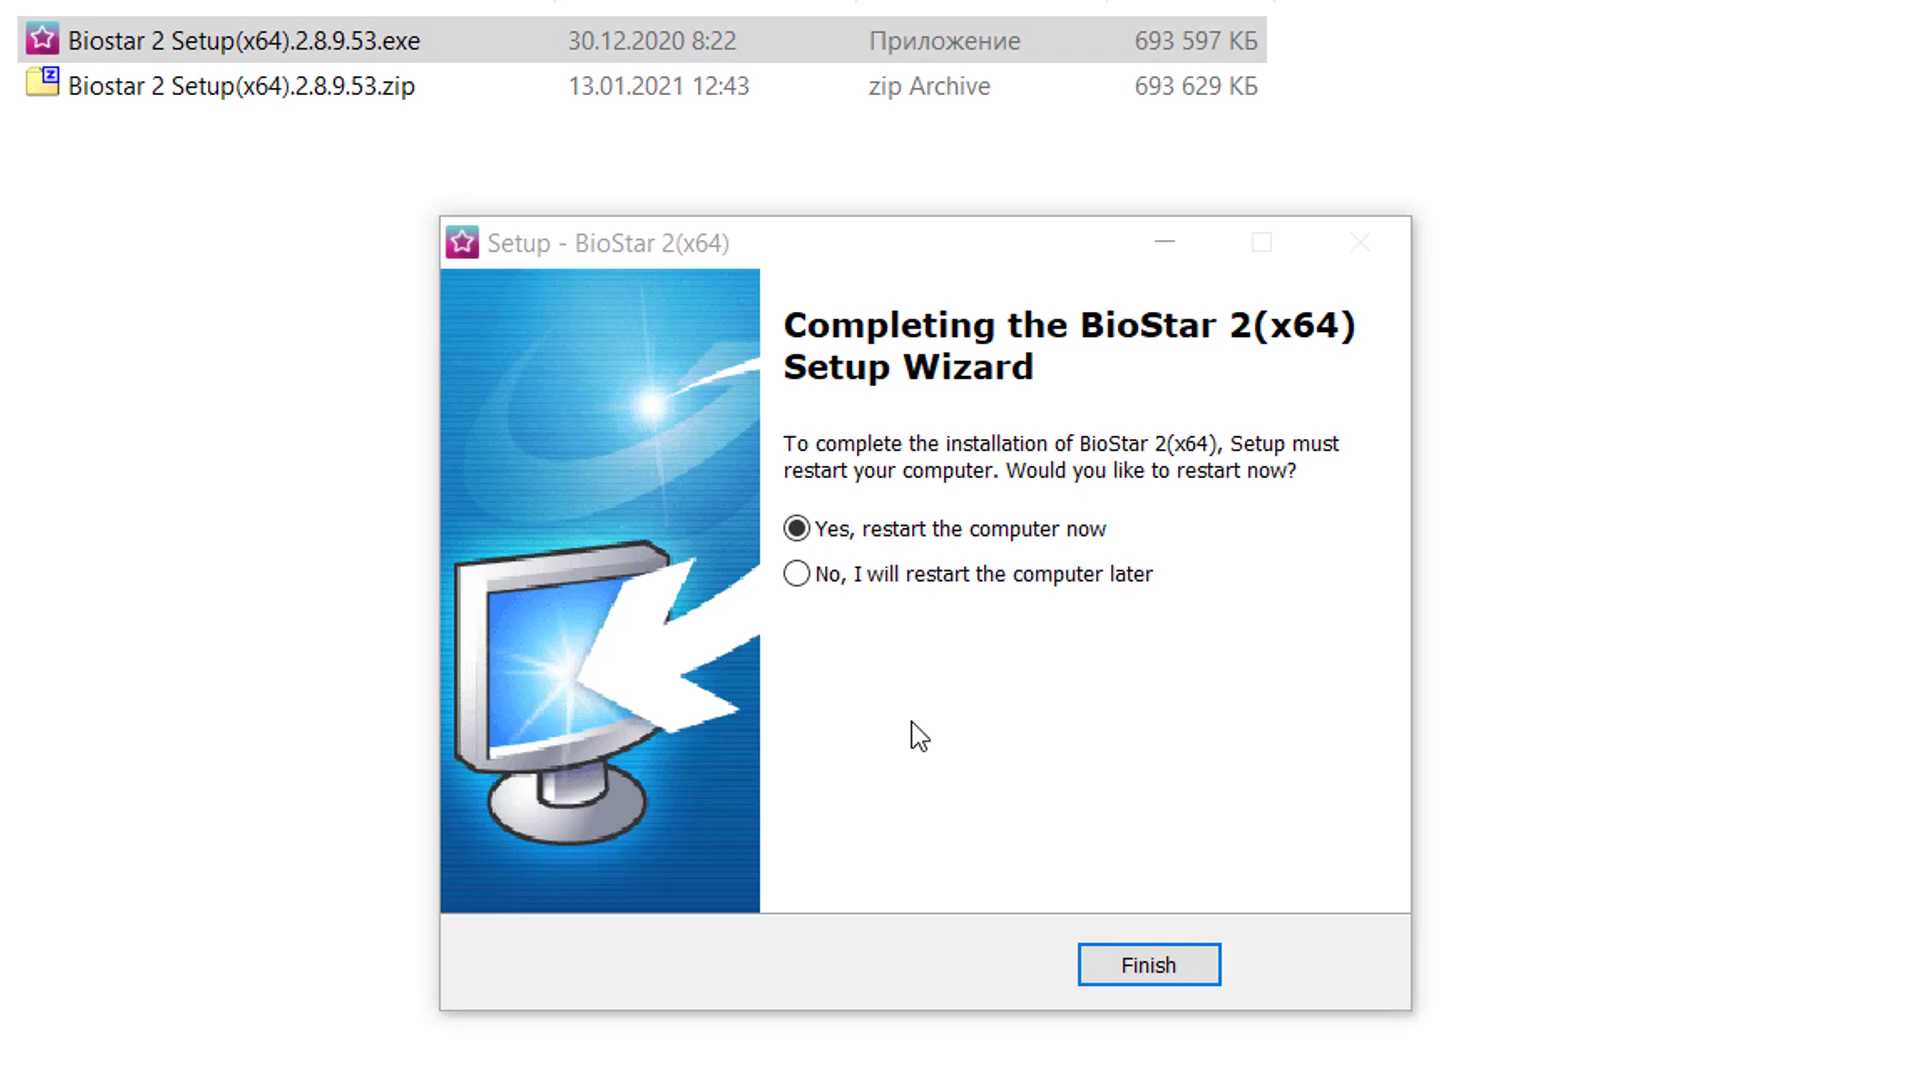 Biostar 2 Setup(x64).2.8.9.53.exe 30.12.2020 8:22 Приложение 693 597 КБ
Biostar 2 Setup(x64).2.8.9.53.zip 13.01.2021 12:43 zip Archive 693 629 КБ
Setup - BioStar 2(x64)
Completing the BioStar 2(x64)
Setup Wizard
To complete the installation of BioStar 2(x64), Setup must
restart your computer. Would you like to restart now?
Yes, restart the computer now
No, I will restart the computer later
Finish